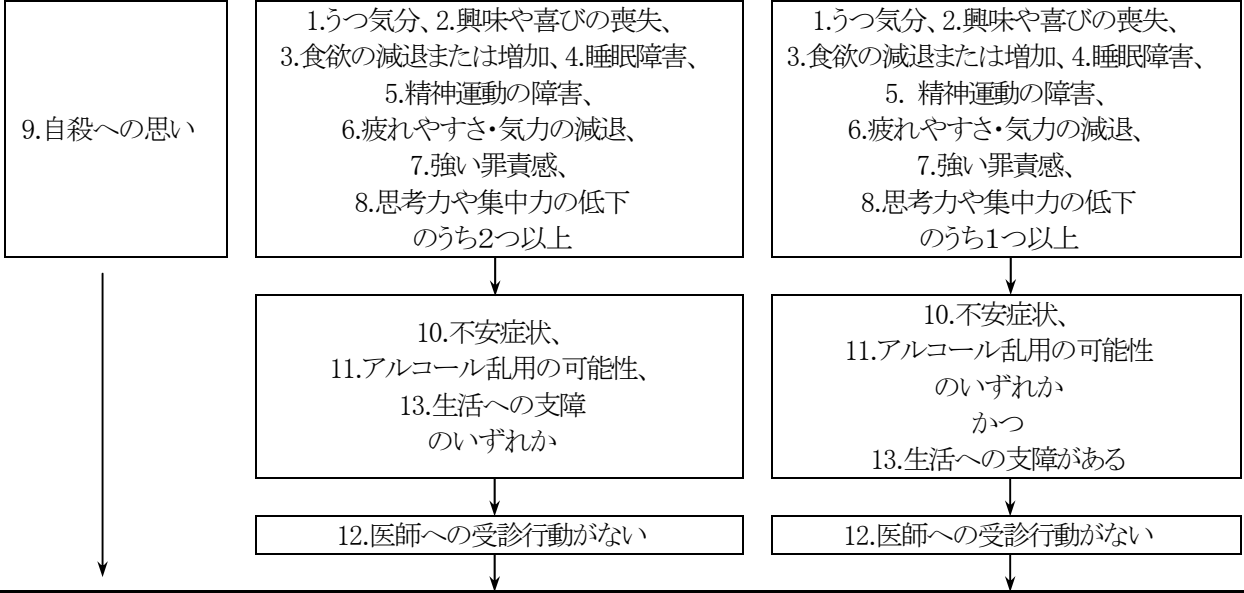 9.自殺への思い
1.うつ気分、2.興味や喜びの喪失、
3.食欲の減退または増加、4.睡眠障害、
5.精神運動の障害、
6.疲れやすさ・気力の減退、
7.強い罪責感、
8.思考力や集中力の低下
のうち2つ以上
10.不安症状、
11.アルコール乱用の可能性、
13.生活への支障
のいずれか
12.医師への受診行動がない
1.うつ気分、2.興味や喜びの喪失、
3.食欲の減退または増加、4.睡眠障害、
5. 精神運動の障害、
6.疲れやすさ・気力の減退、
7.強い罪責感、
8.思考力や集中力の低下
のうち1つ以上
10.不安症状、
11.アルコール乱用の可能性
のいずれか
かつ
13.生活への支障がある
12.医師への受診行動がない